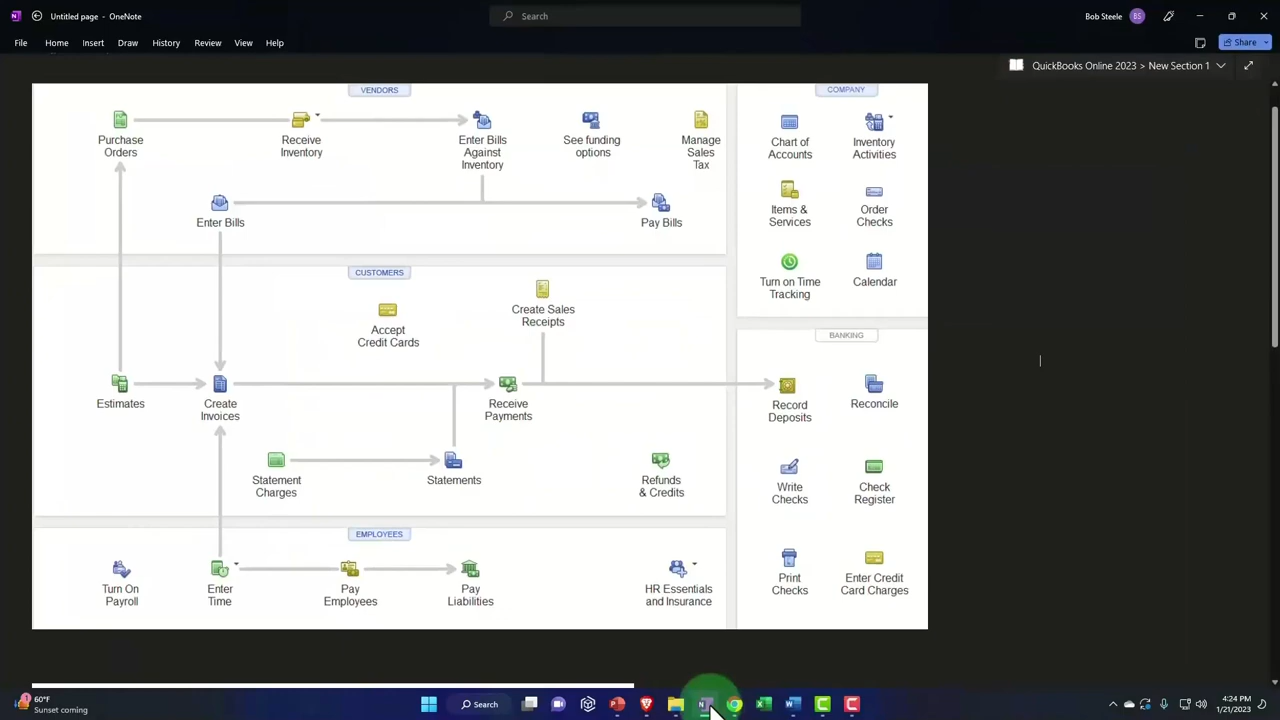 Untitled page - OneNote
Search
Bob Steele
BS
File
Home
Insert
Draw
History
Review
View
Help
Share
QuickBooks Online 2023 > New Section 1
VENDORS
Purchase
Orders
Receive
Inventory
Enter Bills
Against
Inventory
See funding
options
Manage
Sales
Tax
Enter Bills
Pay Bills
CUSTOMERS
Accept
Credit Cards
Create Sales
Receipts
Estimates
Create
Invoices
Receive
Payments
Statement
Charges
Statements
Refunds
& Credits
EMPLOYEES
Turn On
Payroll
Enter
Time
Pay
Employees
Pay
Liabilities
HR Essentials
and Insurance
COMPANY
Chart of
Accounts
Inventory
Activities
Items &
Services
Order
Checks
Turn on Time
Tracking
Calendar
BANKING
Record
Deposits
Reconcile
Write
Checks
Check
Register
Print
Checks
Enter Credit
Card Charges
60°F
Sunset coming
Search
4:24 PM
1/21/2023